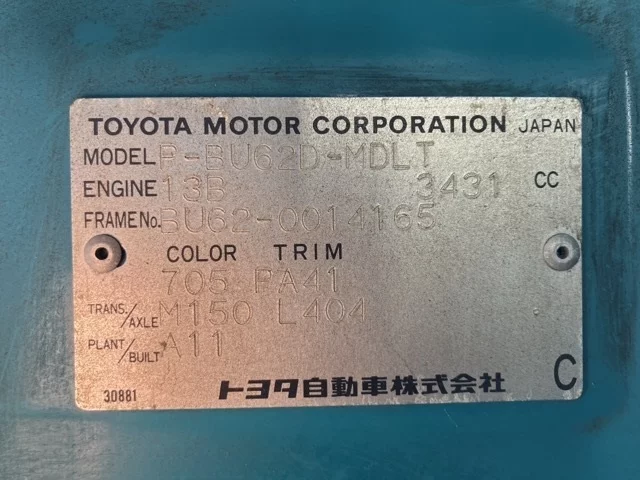 TOYOTA MOTOR CORPORATION JAPAN
MODEL P-BU62D-MDLT
ENGINE 13B 3431 CC
FRAME No. BU62-0014165
COLOR TRIM
705 PA41
TRANS./AXLE M150 L404
PLANT/BUILT A11
30881 トヨタ自動車株式会社 C